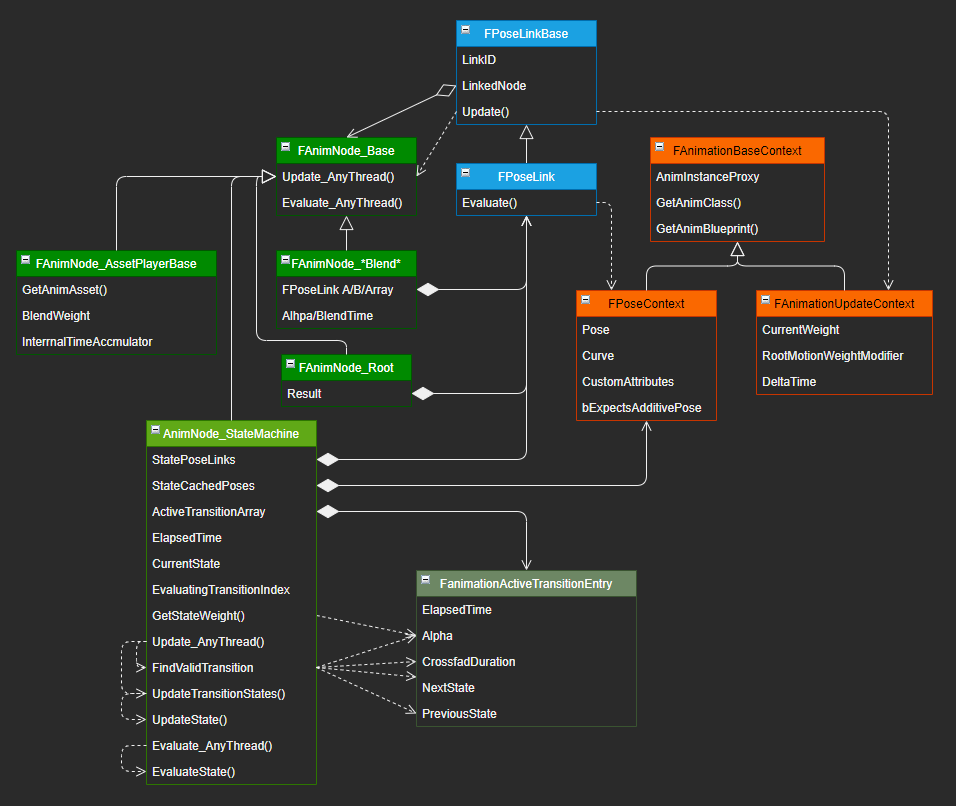 FPoseLinkBase
LinkID
LinkedNode
Update()
FAnimNode_Base
Update_AnyThread()
Evaluate_AnyThread()
FPoseLink
Evaluate()
FAnimationBaseContext
AnimInstanceProxy
GetAnimClass()
GetAnimBlueprint()
FAnimNode_AssetPlayerBase
GetAnimAsset()
BlendWeight
InterrnalTimeAccmulator
FAnimNode_*Blend*
FPoseLink A/B/Array
Alhpa/BlendTime
FPoseContext
Pose
Curve
CustomAttributes
bExpectsAdditivePose
FAnimationUpdateContext
CurrentWeight
RootMotionWeightModifier
DeltaTime
FAnimNode_Root
Result
AnimNode_StateMachine
StatePoseLinks
StateCachedPoses
ActiveTransitionArray
ElapsedTime
CurrentState
EvaluatingTransitionIndex
GetStateWeight()
Update_AnyThread()
FindValidTransition
UpdateTransitionStates()
UpdateState()
Evaluate_AnyThread()
EvaluateState()
FanimationActiveTransitionEntry
ElapsedTime
Alpha
CrossfadDuration
NextState
PreviousState